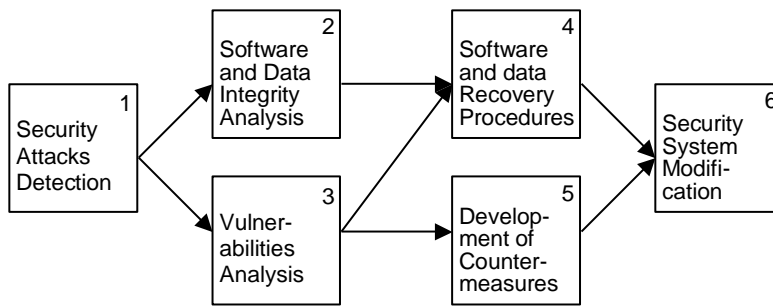 1
Security
Attacks
Detection
2
Software
and Data
Integrity
Analysis
3
Vulner-
abilities
Analysis
4
Software
and data
Recovery
Procedures
5
Develop-
ment of
Counter-
measures
6
Security
System
Modifi-
cation